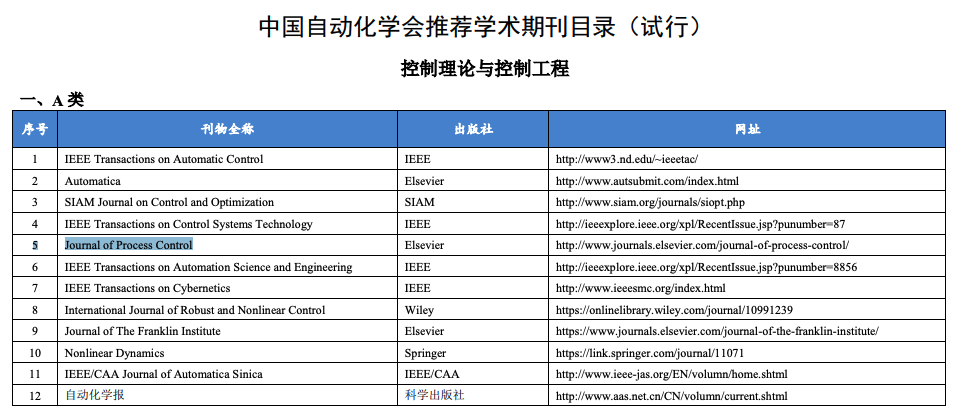 中国自动化学会推荐学术期刊目录（试行）
控制理论与控制工程
一、A 类
序号 刊物全称 出版社 网址
1 IEEE Transactions on Automatic Control IEEE http://www3.nd.edu/~ieeetac/
2 Automatica Elsevier http://www.autsubmit.com/index.html
3 SIAM Journal on Control and Optimization SIAM http://www.siam.org/journals/siopt.php
4 IEEE Transactions on Control Systems Technology IEEE http://ieeexplore.ieee.org/xpl/RecentIssue.jsp?punumber=87
5 Journal of Process Control Elsevier http://www.journals.elsevier.com/journal-of-process-control/
6 IEEE Transactions on Automation Science and Engineering IEEE http://ieeexplore.ieee.org/xpl/RecentIssue.jsp?punumber=8856
7 IEEE Transactions on Cybernetics IEEE http://www.ieeesmc.org/index.html
8 International Journal of Robust and Nonlinear Control Wiley https://onlinelibrary.wiley.com/journal/10991239
9 Journal of The Franklin Institute Elsevier https://www.journals.elsevier.com/journal-of-the-franklin-institute/
10 Nonlinear Dynamics Springer https://link.springer.com/journal/11071
11 IEEE/CAA Journal of Automatica Sinica IEEE/CAA http://www.ieee-jas.org/EN/volumn/home.shtml
12 自动化学报 科学出版社 http://www.aas.net.cn/CN/volumn/current.shtml